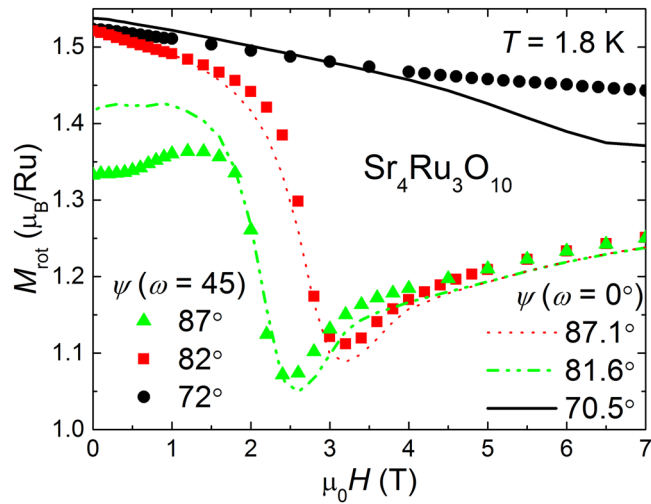 T = 1.8 K
Sr₄Ru₃O₁₀
ψ (ω = 45)
87°
82°
72°
ψ (ω = 0°)
87.1°
81.6°
70.5°
M_rot (μ_B/Ru)
1.5
1.4
1.3
1.2
1.1
1.0
0 1 2 3 4 5 6 7
μ₀H (T)